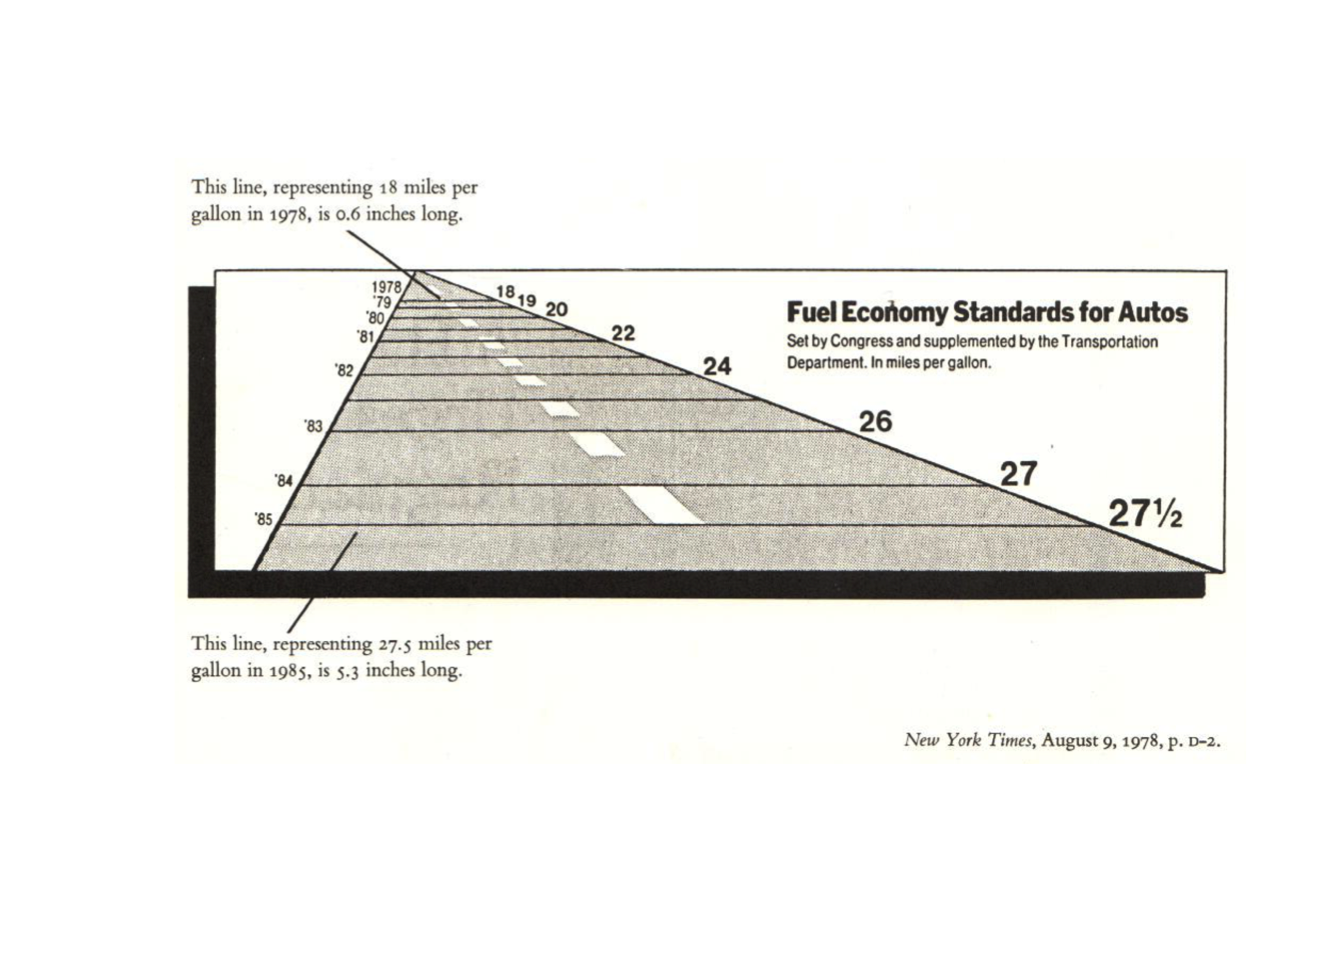 This line, representing 18 miles per
gallon in 1978, is 0.6 inches long.
1978
'79
'80
'81
'82
'83
'84
'85
18
19
20
22
24
26
27
27½
Fuel Economy Standards for Autos
Set by Congress and supplemented by the Transportation
Department. In miles per gallon.
This line, representing 27.5 miles per
gallon in 1985, is 5.3 inches long.
New York Times, August 9, 1978, p. D-2.